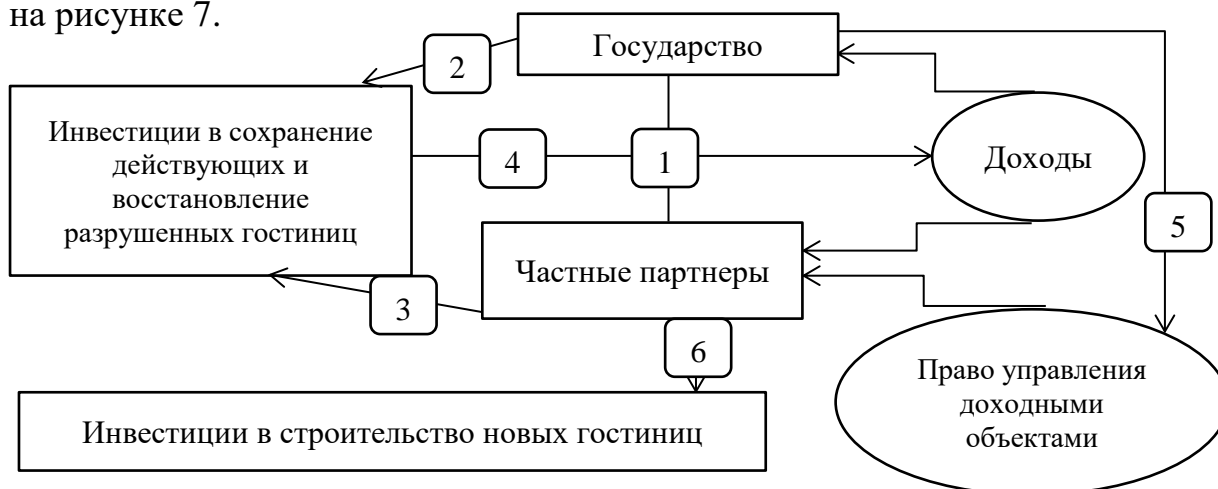 на рисунке 7.
Государство
2
Инвестиции в сохранение
действующих и
восстановление
разрушенных гостиниц
4
1
Доходы
5
Частные партнеры
3
6
Право управления
доходными
объектами
Инвестиции в строительство новых гостиниц